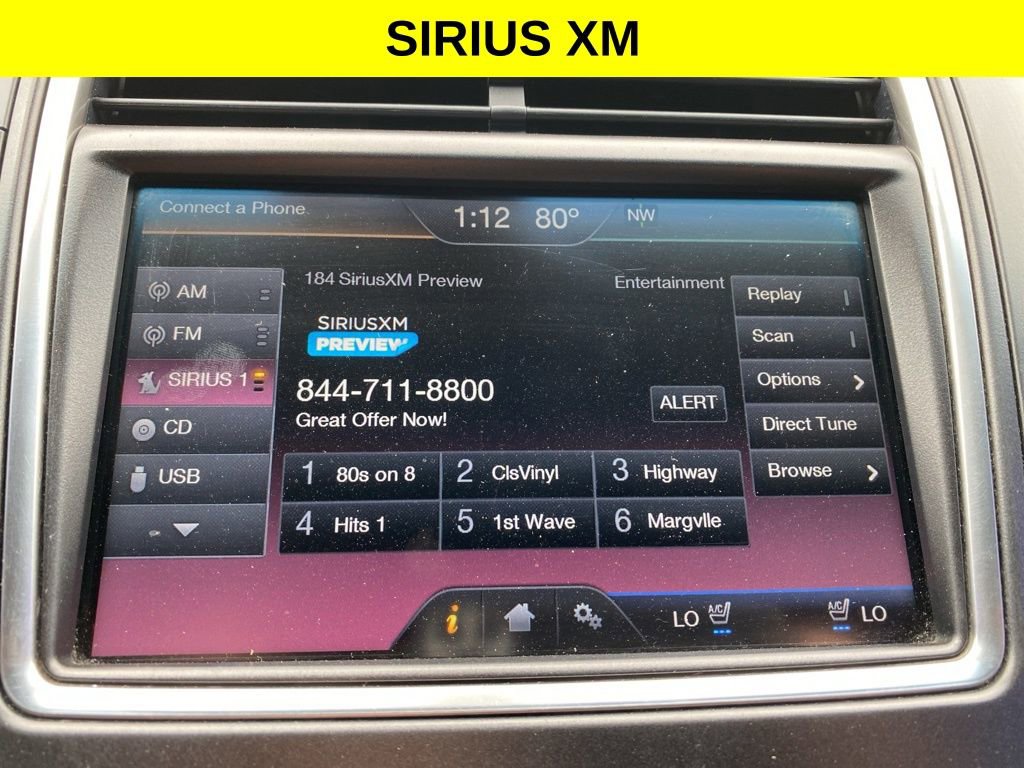 SIRIUS XM
Connect a Phone
1:12 80° NW
184 SiriusXM Preview
Entertainment
AM
FM
SIRIUS 1
CD
USB
SIRIUSXM
PREVIEW
844-711-8800
Great Offer Now!
ALERT
Replay
Scan
Options
Direct Tune
Browse
1 80s on 8
2 ClsVinyl
3 Highway
4 Hits 1
5 1st Wave
6 Margvlle
i
LO A/C
A/C LO